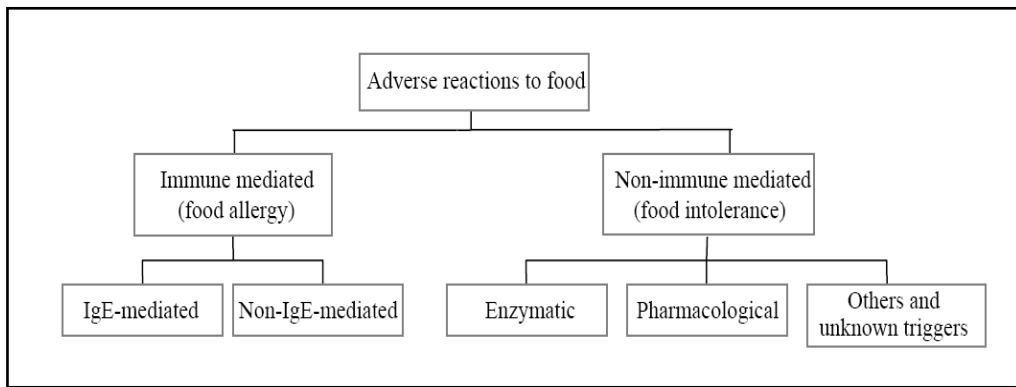 Adverse reactions to food
Immune mediated
(food allergy)
Non-immune mediated
(food intolerance)
IgE-mediated
Non-IgE-mediated
Enzymatic
Pharmacological
Others and
unknown triggers